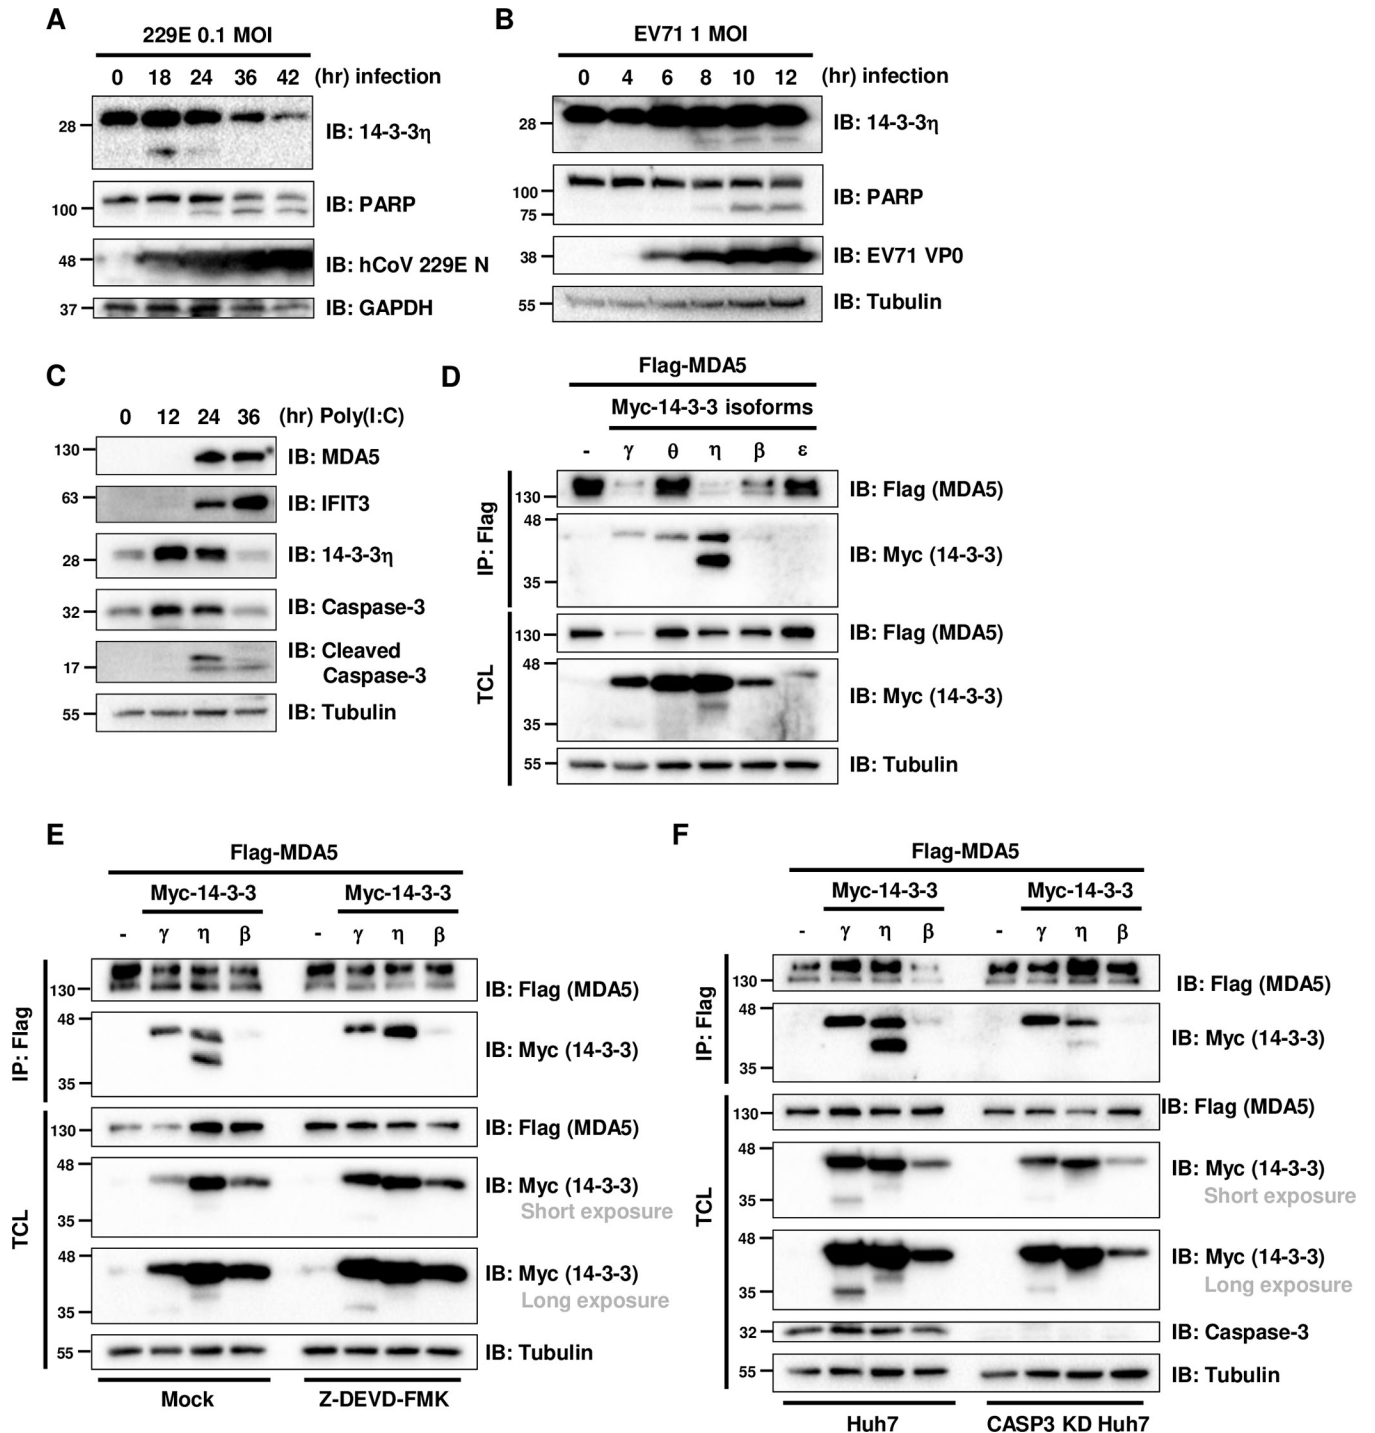 A
229E 0.1 MOI
0 18 24 36 42 (hr) infection
28
IB: 14-3-3η
100
IB: PARP
48
IB: hCoV 229E N
37
IB: GAPDH
B
EV71 1 MOI
0 4 6 8 10 12 (hr) infection
28
IB: 14-3-3η
100
75
IB: PARP
38
IB: EV71 VP0
55
IB: Tubulin
C
0 12 24 36 (hr) Poly(I:C)
130
IB: MDA5
63
IB: IFIT3
28
IB: 14-3-3η
32
IB: Caspase-3
17
IB: Cleaved
Caspase-3
55
IB: Tubulin
D
Flag-MDA5
Myc-14-3-3 isoforms
- γ θ η β ε
IP: Flag
130
IB: Flag (MDA5)
48
35
IB: Myc (14-3-3)
TCL
130
IB: Flag (MDA5)
48
35
IB: Myc (14-3-3)
55
IB: Tubulin
E
Flag-MDA5
Myc-14-3-3 Myc-14-3-3
- γ η β - γ η β
IP: Flag
130
IB: Flag (MDA5)
48
35
IB: Myc (14-3-3)
TCL
130
IB: Flag (MDA5)
48
35
IB: Myc (14-3-3)
Short exposure
48
35
IB: Myc (14-3-3)
Long exposure
55
IB: Tubulin
Mock Z-DEVD-FMK
F
Flag-MDA5
Myc-14-3-3 Myc-14-3-3
- γ η β - γ η β
IP: Flag
130
IB: Flag (MDA5)
48
35
IB: Myc (14-3-3)
TCL
130
IB: Flag (MDA5)
48
35
IB: Myc (14-3-3)
Short exposure
48
35
IB: Myc (14-3-3)
Long exposure
32
IB: Caspase-3
55
IB: Tubulin
Huh7 CASP3 KD Huh7